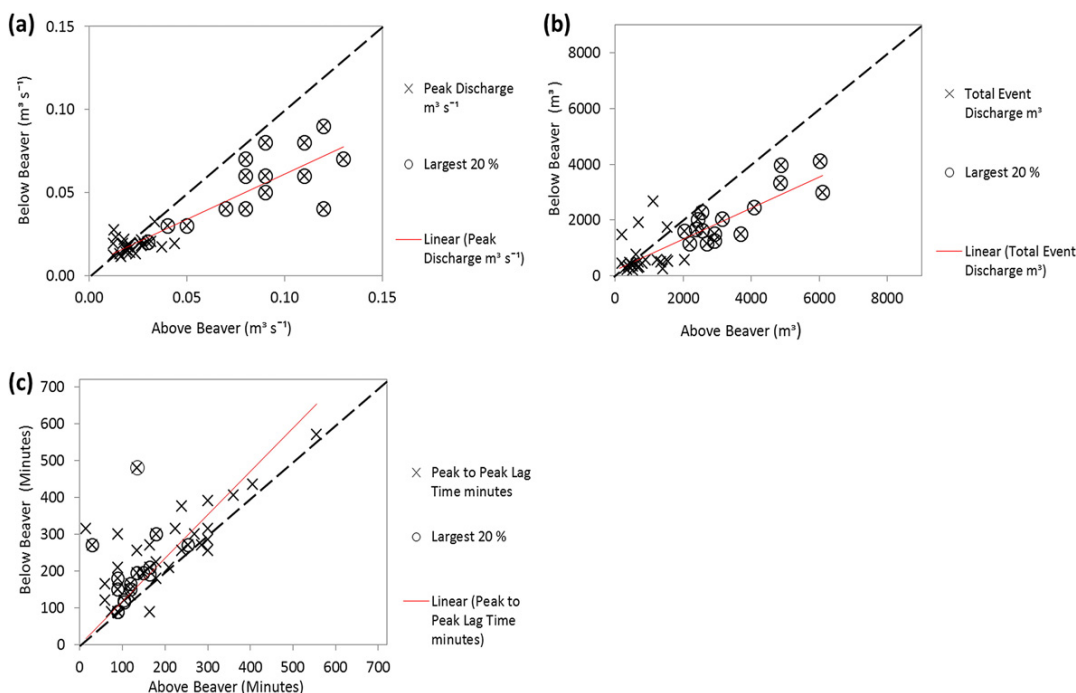 (a)
0.15
0.10
0.05
0.00
0.00 0.05 0.10 0.15
Below Beaver (m³ s⁻¹)
Above Beaver (m³ s⁻¹)
Peak Discharge
m³ s⁻¹
Largest 20 %
Linear (Peak
Discharge m³ s⁻¹)
(b)
8000
6000
4000
2000
0
0 2000 4000 6000 8000
Below Beaver (m³)
Above Beaver (m³)
Total Event
Discharge m³
Largest 20 %
Linear (Total Event
Discharge m³)
(c)
700
600
500
400
300
200
100
0
0 100 200 300 400 500 600 700
Below Beaver (Minutes)
Above Beaver (Minutes)
Peak to Peak Lag
Time minutes
Largest 20 %
Linear (Peak to
Peak Lag Time
minutes)